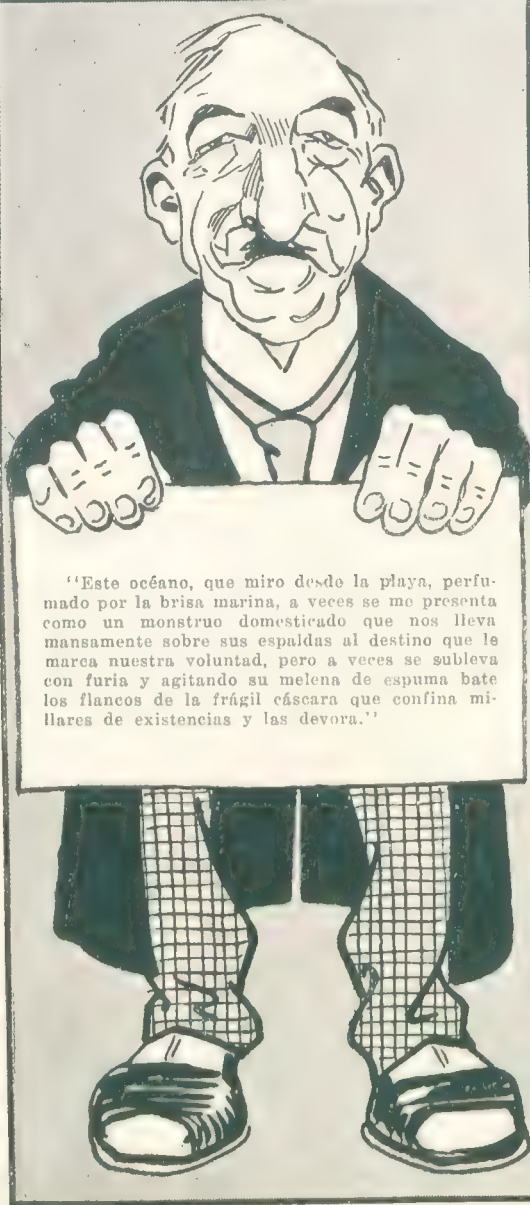 “Este océano, que miro desde la playa, perfu-
mado por la brisa marina, a veces se me presenta
como un monstruo domesticado que nos lleva
mansamente sobre sus espaldas al destino que le
marca nuestra voluntad, pero a veces se subleva
con furia y agitando su melena de espuma bate
los flancos de la frágil cáscara que confina mi-
llares de existencias y las devora.”